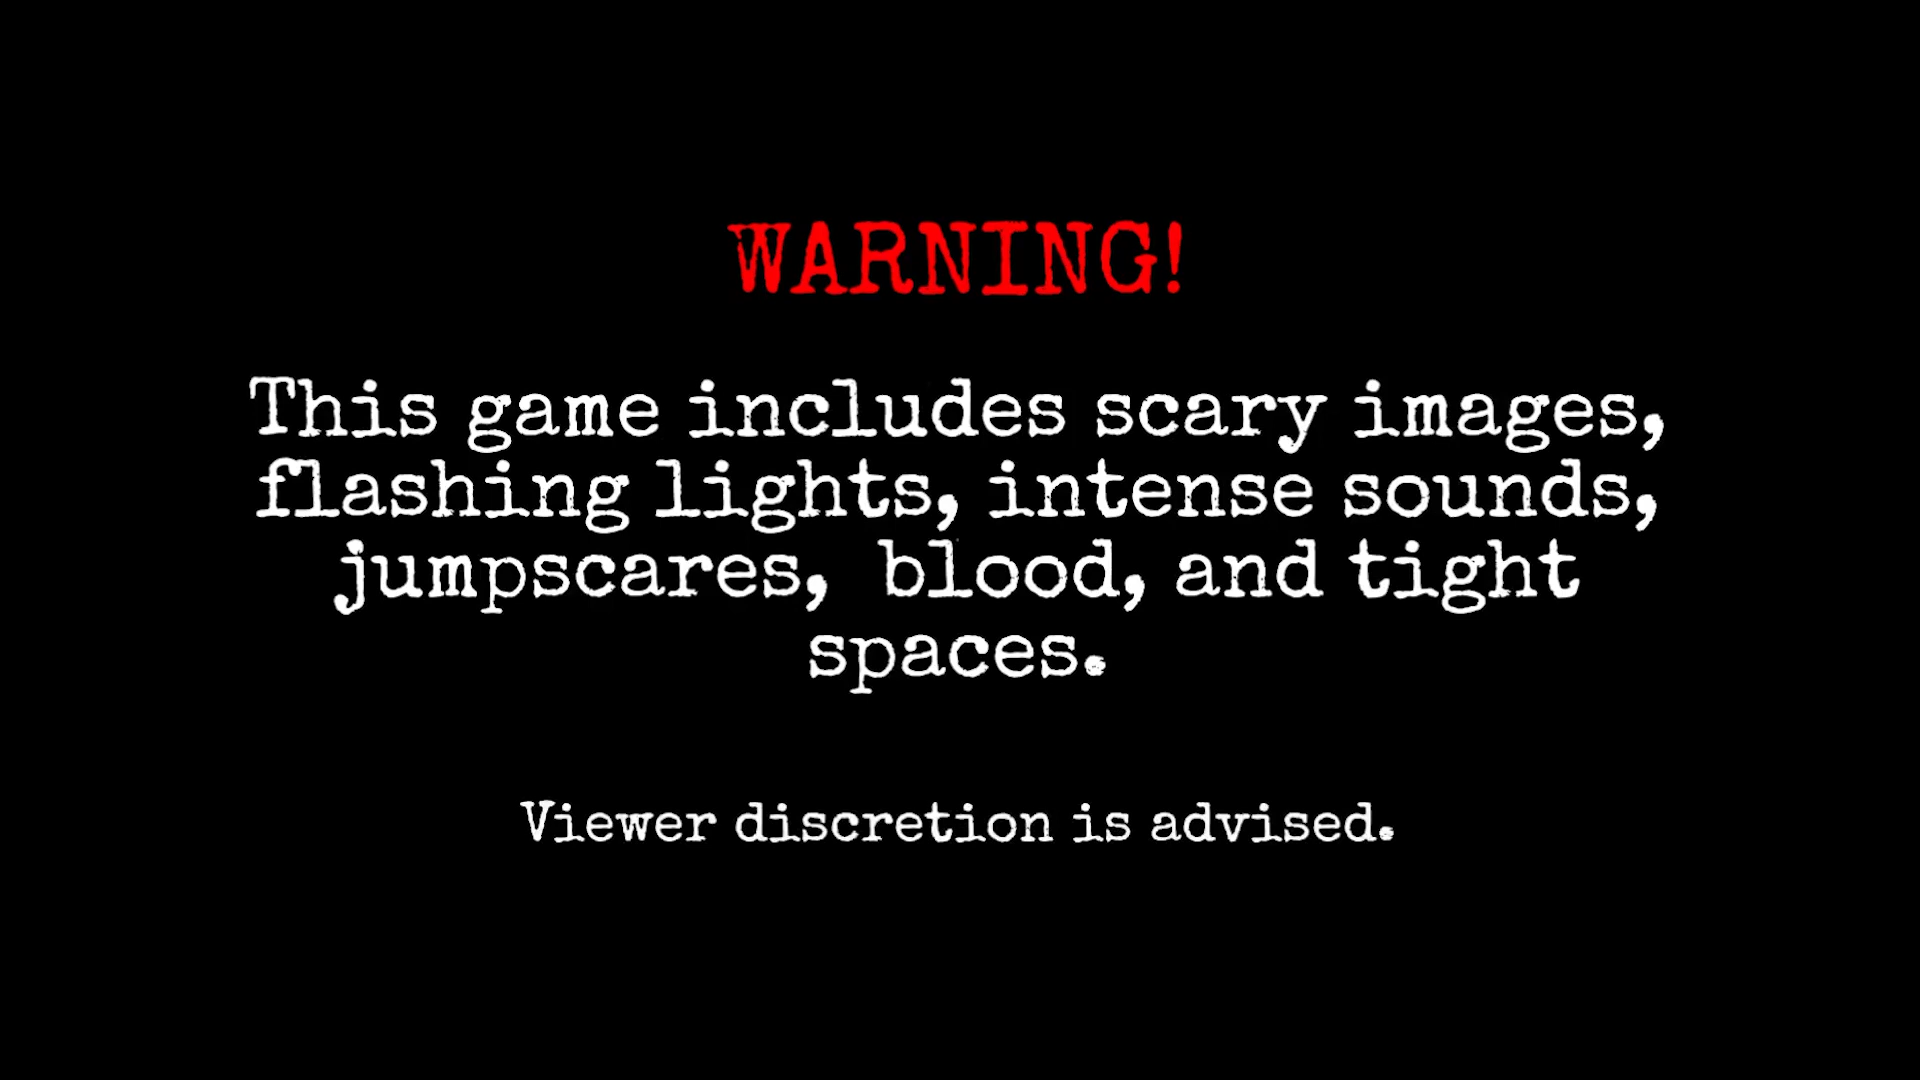 WARNING!
This game includes scary images,
flashing lights, intense sounds,
jumpscares,  blood, and tight
spaces.
Viewer discretion is advised.